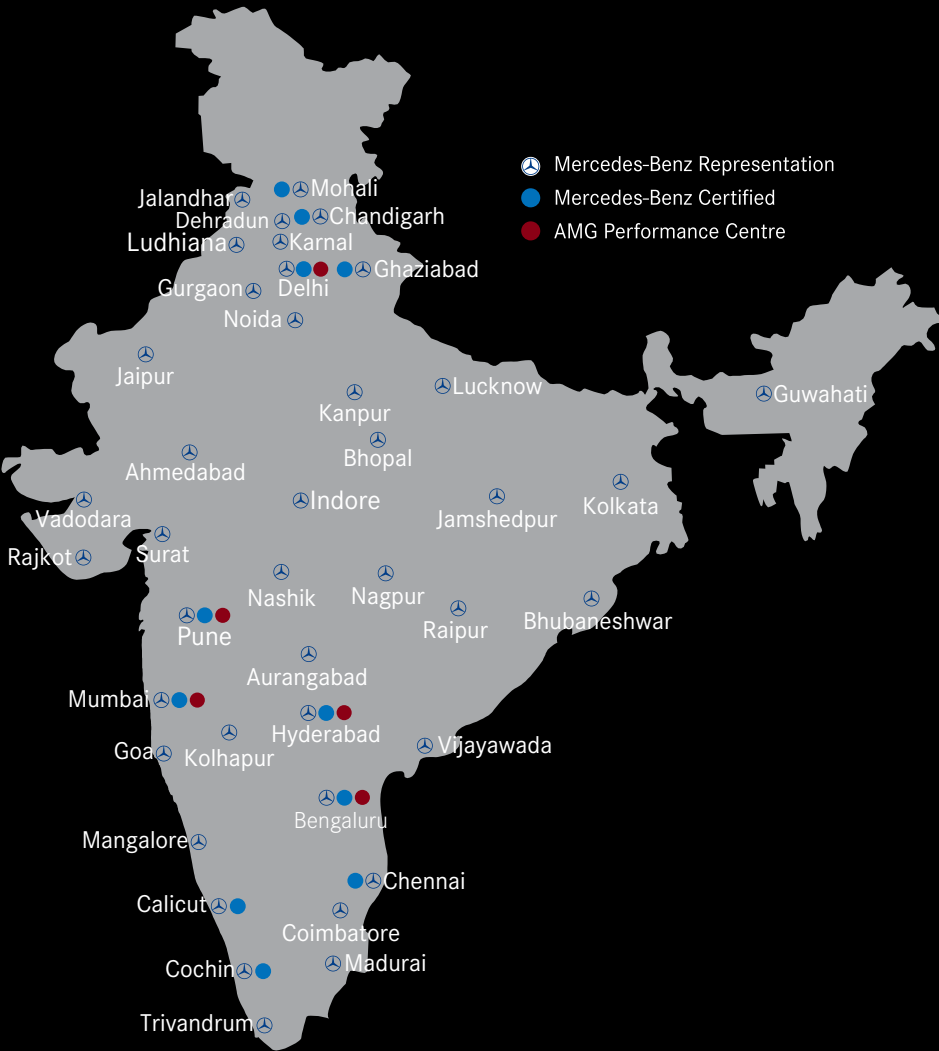 Mercedes-Benz Representation
Mercedes-Benz Certified
AMG Performance Centre
Mohali
Jalandhar
Chandigarh
Dehradun
Karnal
Ludhiana
Ghaziabad
Gurgaon
Delhi
Noida
Jaipur
Lucknow
Guwahati
Kanpur
Bhopal
Ahmedabad
Indore
Kolkata
Vadodara
Jamshedpur
Surat
Rajkot
Nashik
Nagpur
Bhubaneshwar
Raipur
Pune
Aurangabad
Mumbai
Hyderabad
Vijayawada
Goa
Kolhapur
Bengaluru
Mangalore
Chennai
Calicut
Coimbatore
Madurai
Cochin
Trivandrum